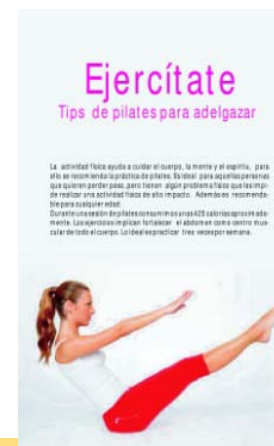 Ejercítate
Tips de pilates para adelgazar
La actividad física ayuda a cuidar el cuerpo, la mente y el espíritu, para
ello se recomienda la práctica de pilates. Es ideal para aquellas personas
que quieren perder peso, pero tienen algún problema físico que les impi-
de realizar una actividad física de alto impacto. Además es recomenda-
ble para cualquier edad.
Durante una sesión de pilates consumimos unas 425 calorías aproximada-
mente. Los ejercicios implican fortalecer el abdomen como centro mus-
cular de todo el cuerpo. Lo ideal es practicar tres veces por semana.